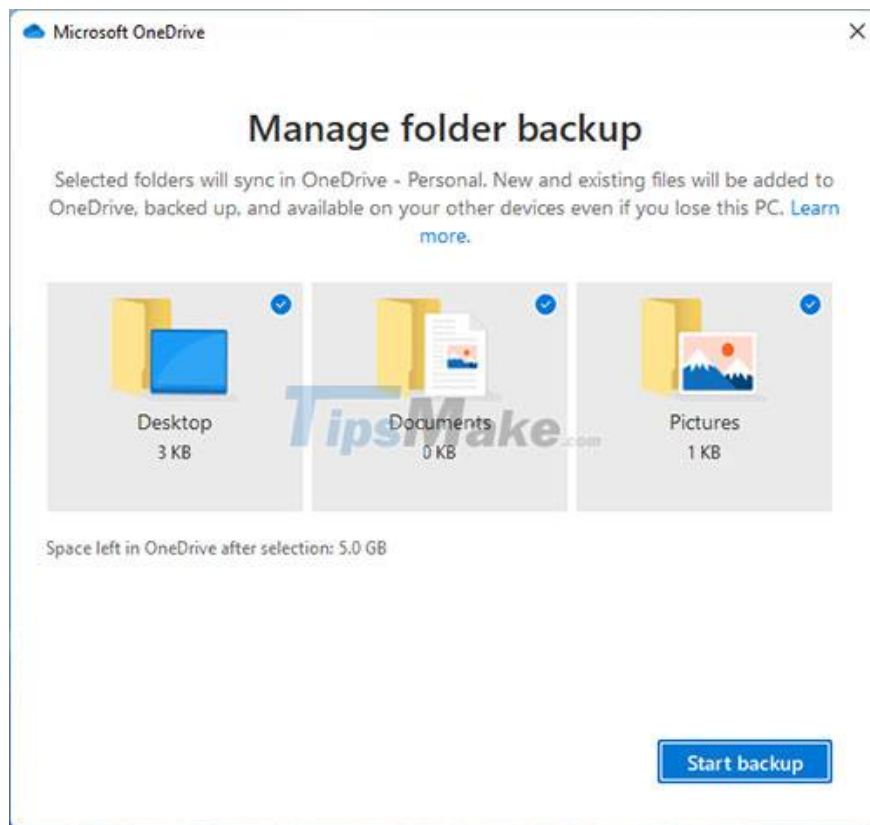 Microsoft OneDrive
Manage folder backup
Selected folders will sync in OneDrive - Personal. New and existing files will be added to
OneDrive, backed up, and available on your other devices even if you lose this PC. Learn
more.
Desktop
Documents
Pictures
TipsMake.com
3 KB
0 KB
1 KB
Space left in OneDrive after selection: 5.0 GB
Start backup